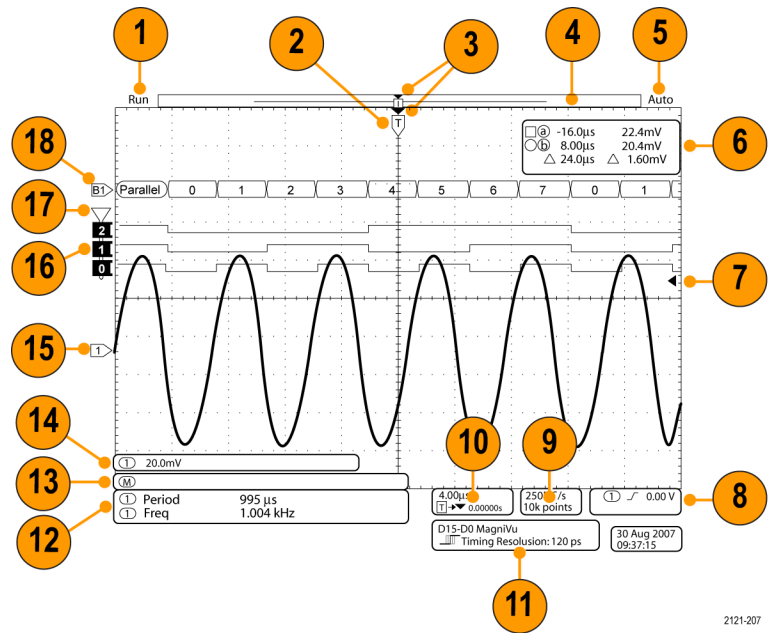 1
2
3
4
5
Run
1
Auto
T
□ⓐ -16.0µs 22.4mV
○ⓑ 8.00µs 20.4mV
△ 24.0µs △ 1.60mV
6
18
B1
Parallel 0 1 2 3 4 5 6 7 0 1
17
2
16
1
0
7
15
1
14
① 20.0mV
13
Ⓜ
① Period 995 µs
① Freq 1.004 kHz
12
10
9
4.00µs
T →▼ 0.00000s
10k points
① 0.00 V
8
D15-D0 MagniVu
Timing Resolusion: 120 ps
11
30 Aug 2007
09:37:15
2121-207